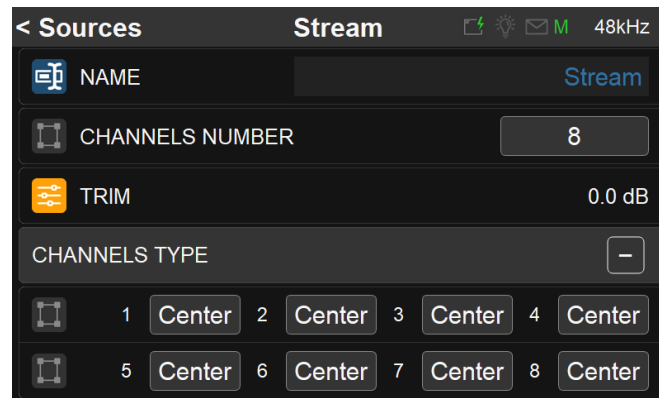 < Sources Stream M 48kHz
NAME Stream
CHANNELS NUMBER 8
TRIM 0.0 dB
CHANNELS TYPE −
1 Center 2 Center 3 Center 4 Center
5 Center 6 Center 7 Center 8 Center